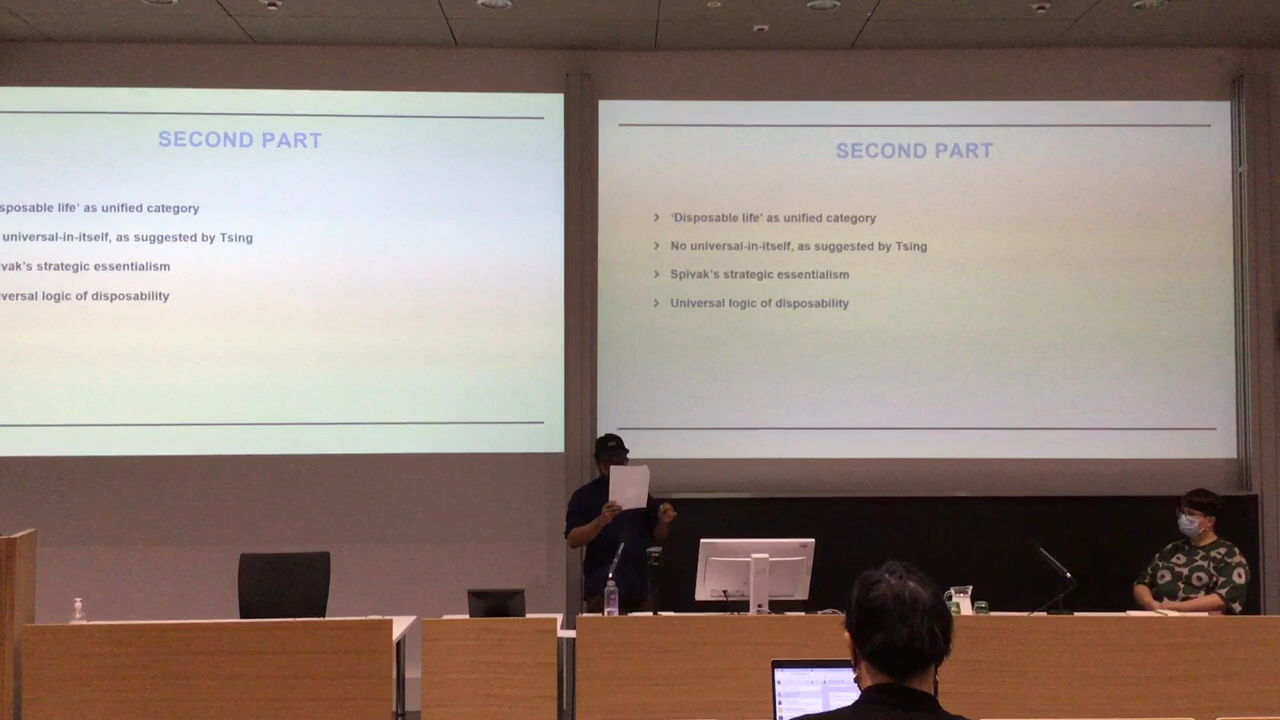 SECOND PART
sposable life' as unified category
universal-in-itself, as suggested by Tsing
vak's strategic essentialism
versal logic of disposability
SECOND PART
'Disposable life' as unified category
No universal-in-itself, as suggested by Tsing
Spivak's strategic essentialism
Universal logic of disposability